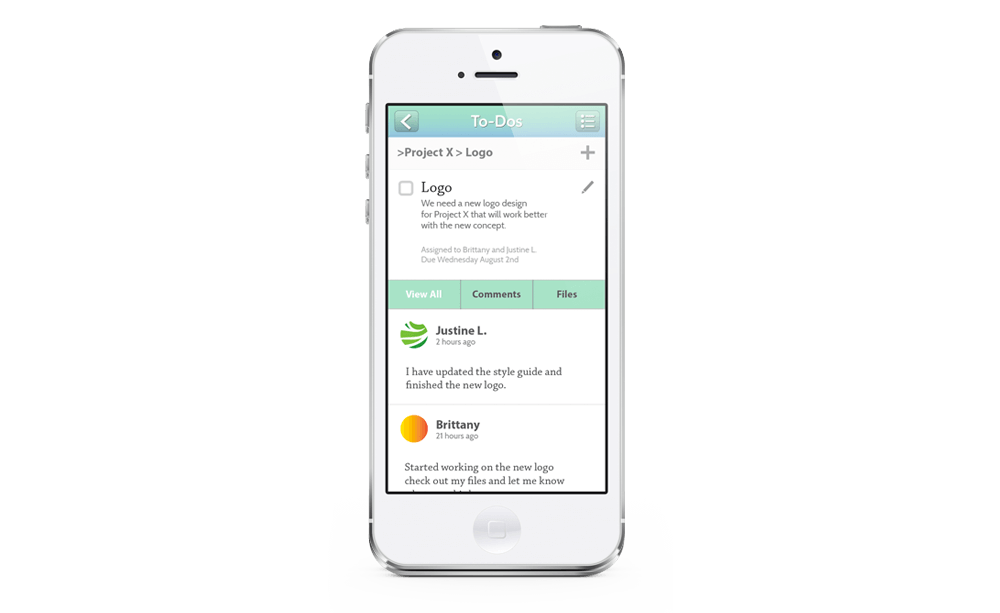 To-Dos
>Project X > Logo
Logo
We need a new logo design
for Project X that will work better
with the new concept.
Assigned to Brittany and Justine L.
Due Wednesday August 2nd
View All
Comments
Files
Justine L.
2 hours ago
I have updated the style guide and
finished the new logo.
Brittany
21 hours ago
Started working on the new logo
check out my files and let me know